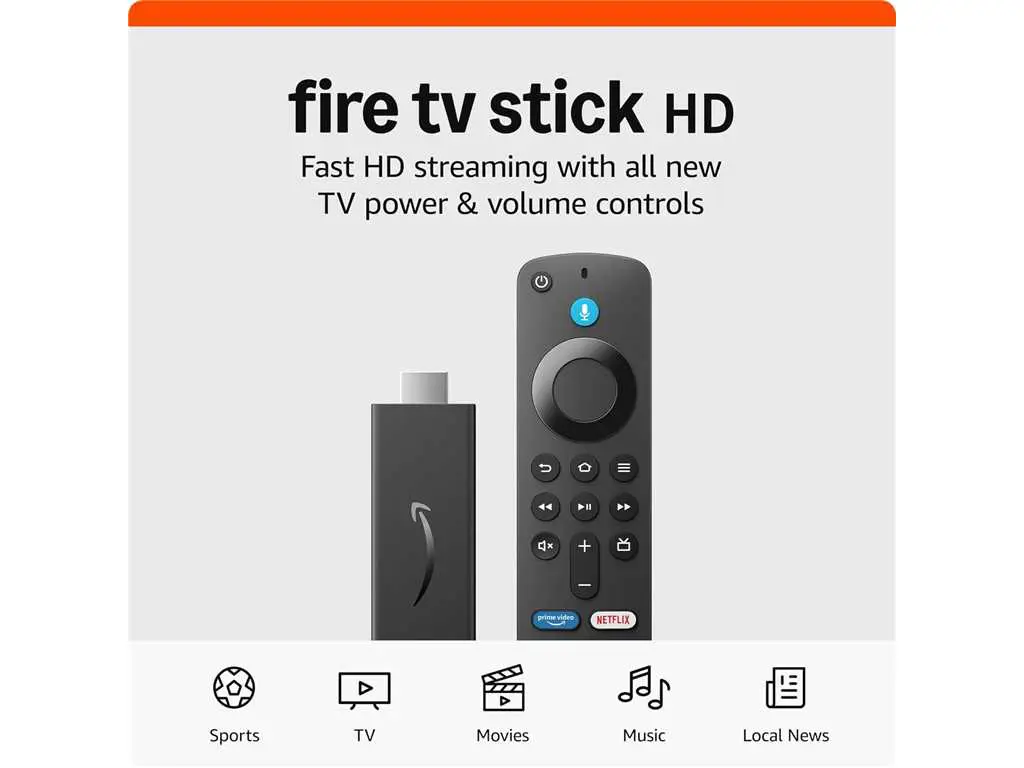 fire tv stick HD
Fast HD streaming with all new
TV power & volume controls
prime video
NETFLIX
Sports
TV
Movies
Music
Local News